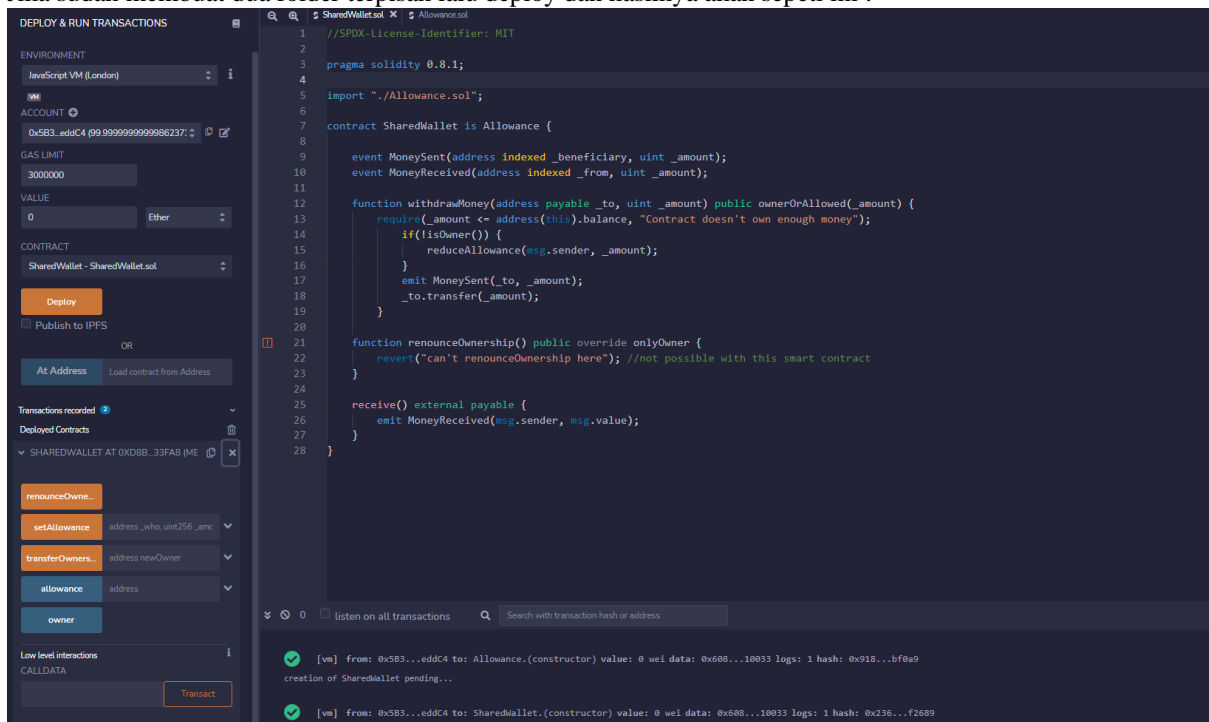 DEPLOY & RUN TRANSACTIONS
ENVIRONMENT
JavaScript VM (London)
VM
ACCOUNT
0x5B3...eddC4 (99.99999999999862373
GAS LIMIT
3000000
VALUE
0 Ether
CONTRACT
SharedWallet - SharedWallet.sol
Deploy
Publish to IPFS
OR
At Address Load contract from Address
Transactions recorded 2
Deployed Contracts
SHAREDWALLET AT 0XD8B...33FA8 (ME
renounceOwne...
setAllowance address _who, uint256 _amc
transferOwners... address newOwner
allowance address
owner
Low level interactions
CALLDATA
Transact
SharedWallet.sol Allowance.sol
1 //SPDX-License-Identifier: MIT
2
3 pragma solidity 0.8.1;
4
5 import "./Allowance.sol";
6
7 contract SharedWallet is Allowance {
8
9 event MoneySent(address indexed _beneficiary, uint _amount);
10 event MoneyReceived(address indexed _from, uint _amount);
11
12 function withdrawMoney(address payable _to, uint _amount) public ownerOrAllowed(_amount) {
13 require(_amount <= address(this).balance, "Contract doesn't own enough money");
14 if(!isOwner()) {
15 reduceAllowance(msg.sender, _amount);
16 }
17 emit MoneySent(_to, _amount);
18 _to.transfer(_amount);
19 }
20
21 function renounceOwnership() public override onlyOwner {
22 revert("can't renounceOwnership here"); //not possible with this smart contract
23 }
24
25 receive() external payable {
26 emit MoneyReceived(msg.sender, msg.value);
27 }
28 }
0 listen on all transactions Search with transaction hash or address
[vm] from: 0x5B3...eddC4 to: Allowance.(constructor) value: 0 wei data: 0x608...10033 logs: 1 hash: 0x918...bf0a9
creation of SharedWallet pending...
[vm] from: 0x5B3...eddC4 to: SharedWallet.(constructor) value: 0 wei data: 0x608...10033 logs: 1 hash: 0x236...f2689